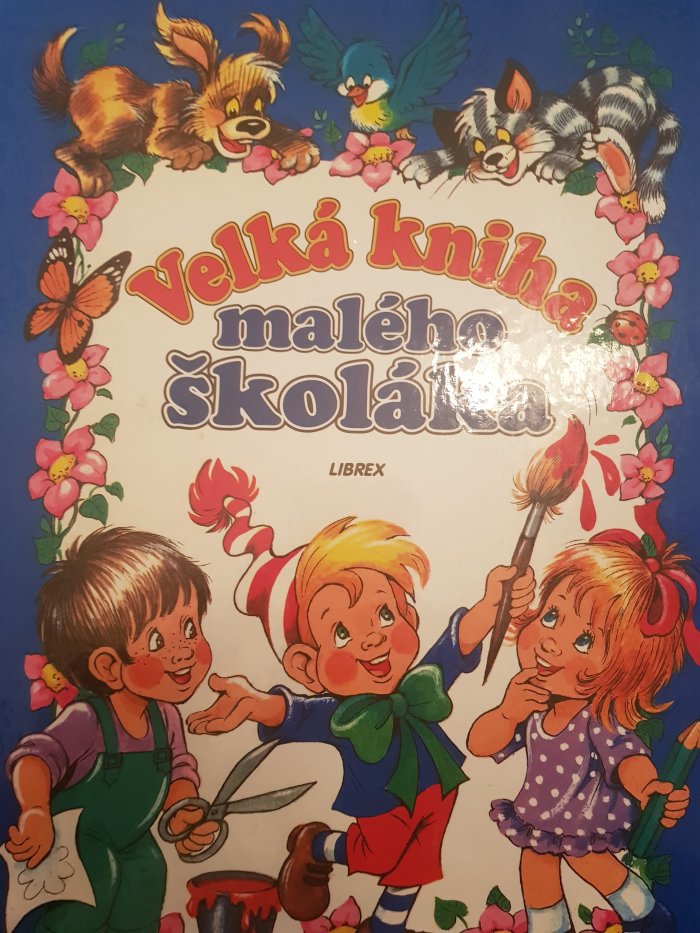 Velká kniha
malého
školáka
LIBREX